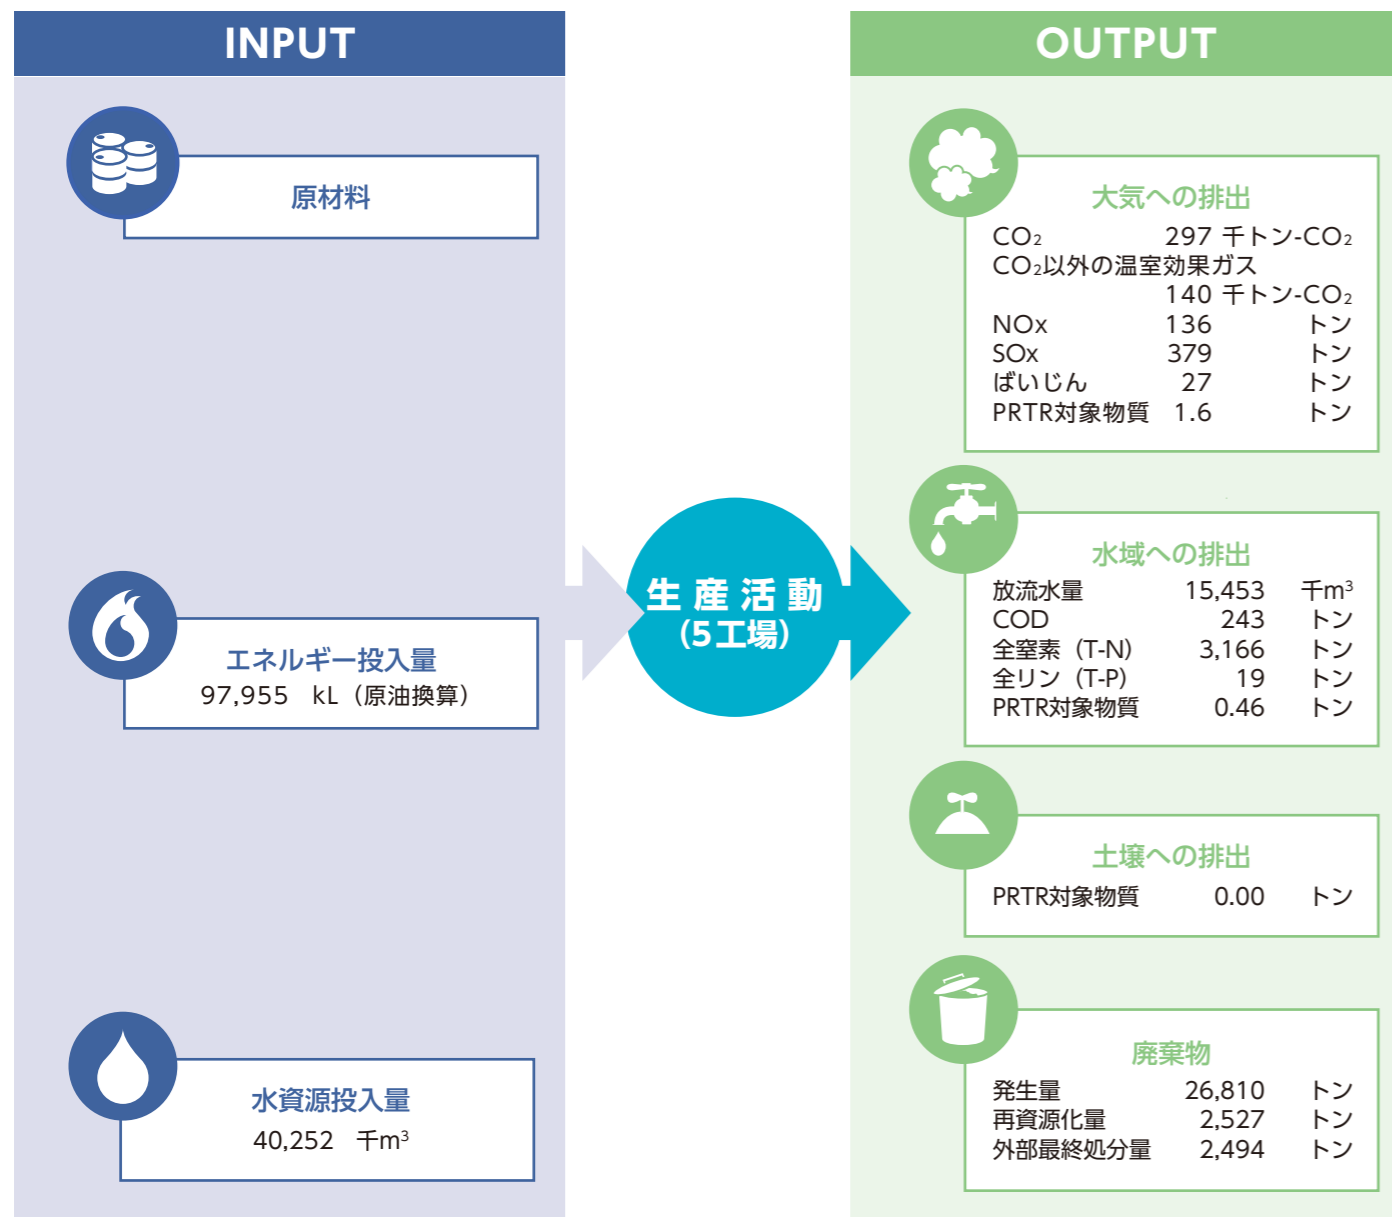 INPUT
原材料
エネルギー投入量
97,955 kL（原油換算）
水資源投入量
40,252 千m³
生産活動
（5工場）
OUTPUT
大気への排出
CO₂ 297 千トン-CO₂
CO₂以外の温室効果ガス
140 千トン-CO₂
NOx 136 トン
SOx 379 トン
ばいじん 27 トン
PRTR対象物質 1.6 トン
水域への排出
放流水量 15,453 千m³
COD 243 トン
全窒素（T-N） 3,166 トン
全リン（T-P） 19 トン
PRTR対象物質 0.46 トン
土壌への排出
PRTR対象物質 0.00 トン
廃棄物
発生量 26,810 トン
再資源化量 2,527 トン
外部最終処分量 2,494 トン